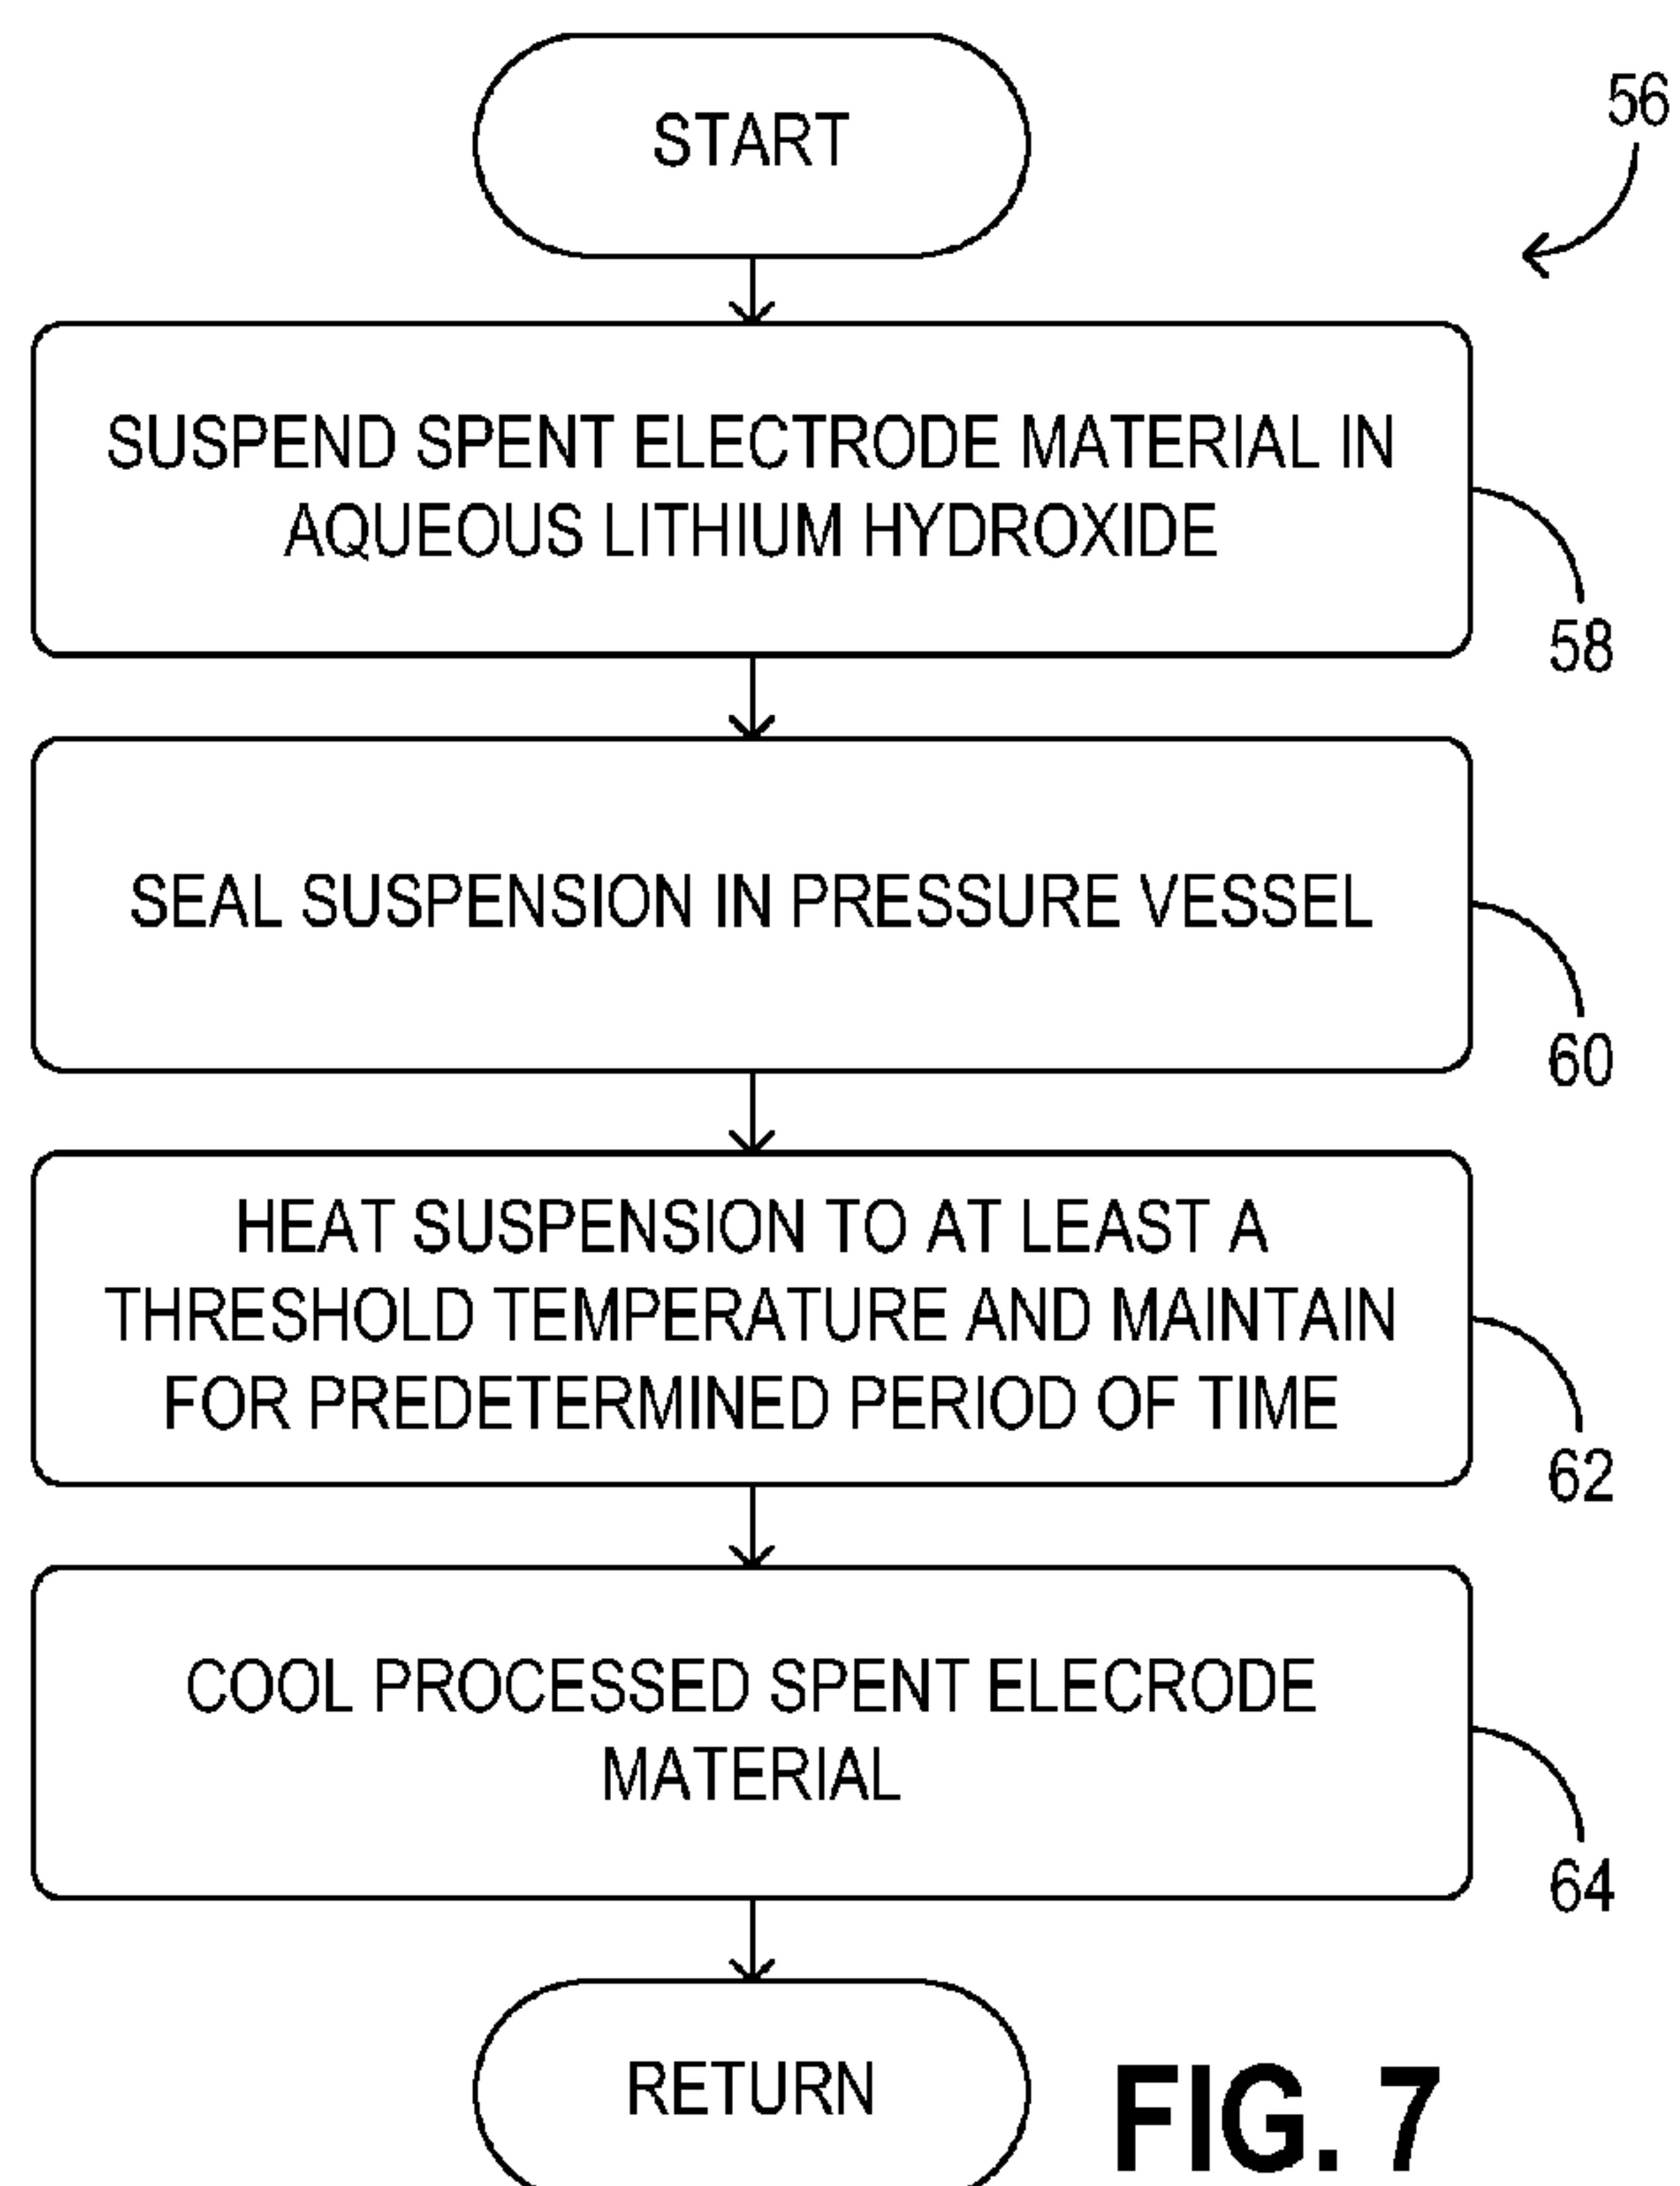 START
56
SUSPEND SPENT ELECTRODE MATERIAL IN
AQUEOUS LITHIUM HYDROXIDE
58
SEAL SUSPENSION IN PRESSURE VESSEL
60
HEAT SUSPENSION TO AT LEAST A
THRESHOLD TEMPERATURE AND MAINTAIN
FOR PREDETERMINED PERIOD OF TIME
62
COOL PROCESSED SPENT ELECRODE
MATERIAL
64
RETURN
FIG. 7